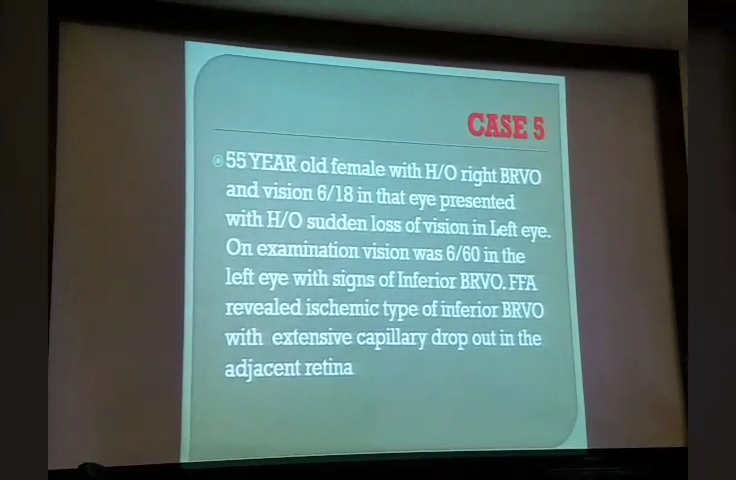 CASE 5
55 YEAR old female with H/O right BRVO
and vision 6/18 in that eye presented
with H/O sudden loss of vision in Left eye.
On examination vision was 6/60 in the
left eye with signs of Inferior BRVO. FFA
revealed ischemic type of inferior BRVO
with extensive capillary drop out in the
adjacent retina